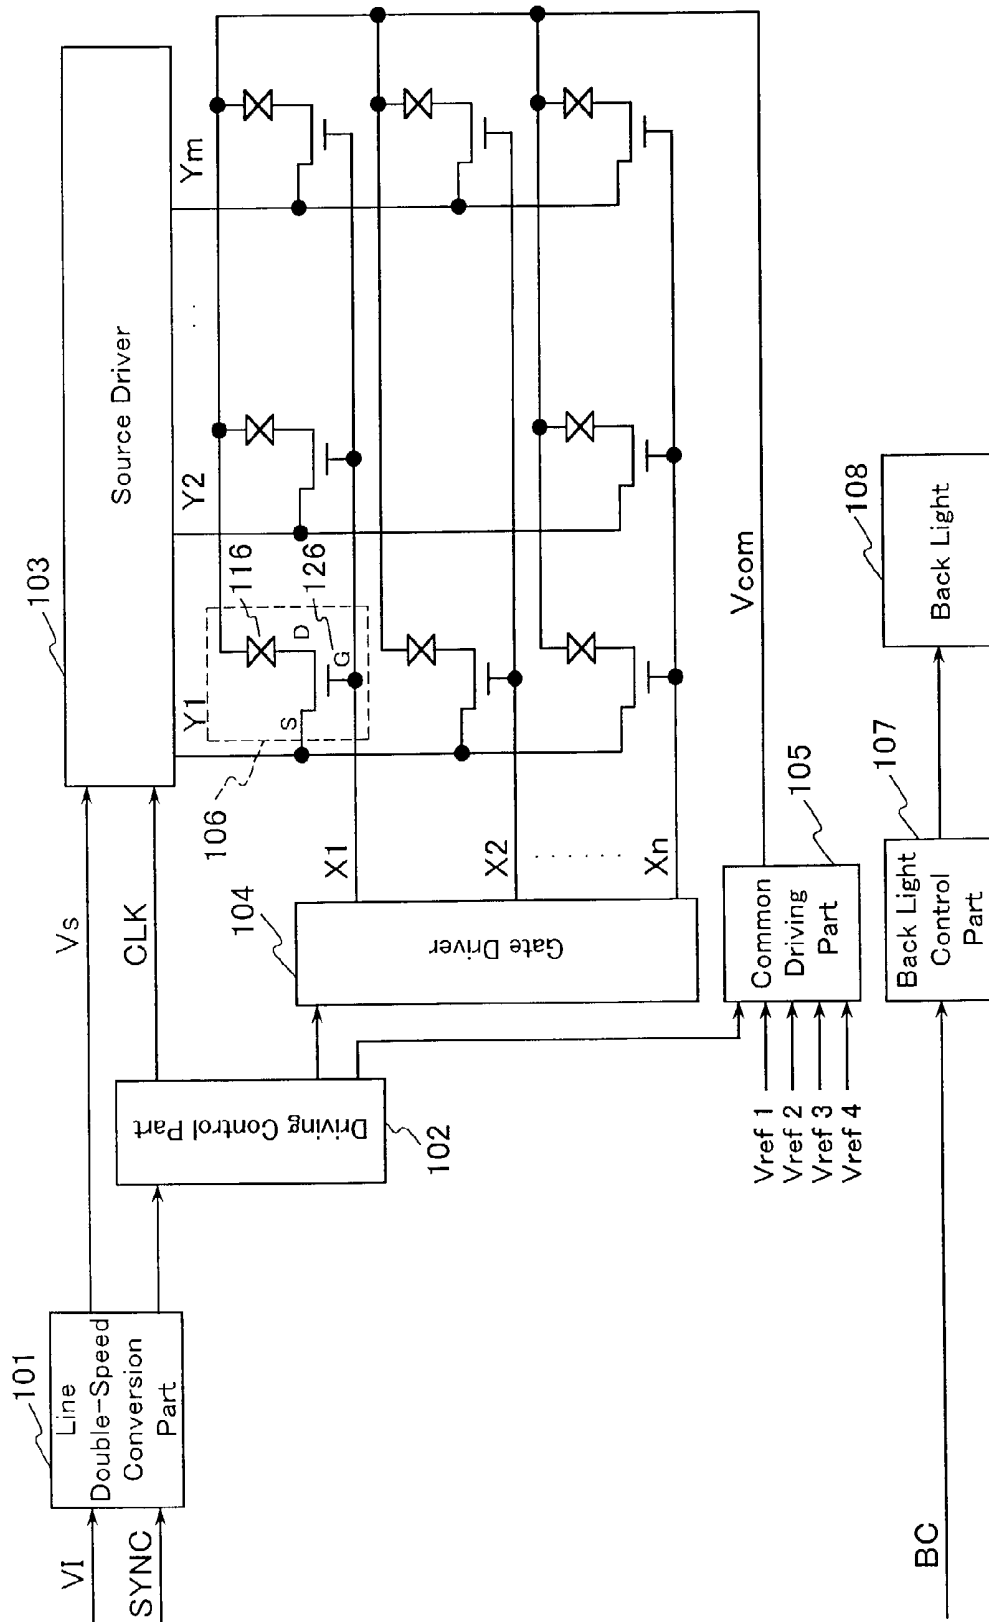 VI
SYNC
101
Line
Double-Speed
Conversion
Part
Vs
CLK
Driving Control Part
102
103
Source Driver
104
Gate Driver
Y1
Y2
. .
Ym
106
S
D
G
116
126
X1
X2
. . . . . . .
Xn
Vref 1
Vref 2
Vref 3
Vref 4
Common
Driving
Part
105
Vcom
BC
Back Light
Control
Part
107
Back Light
108